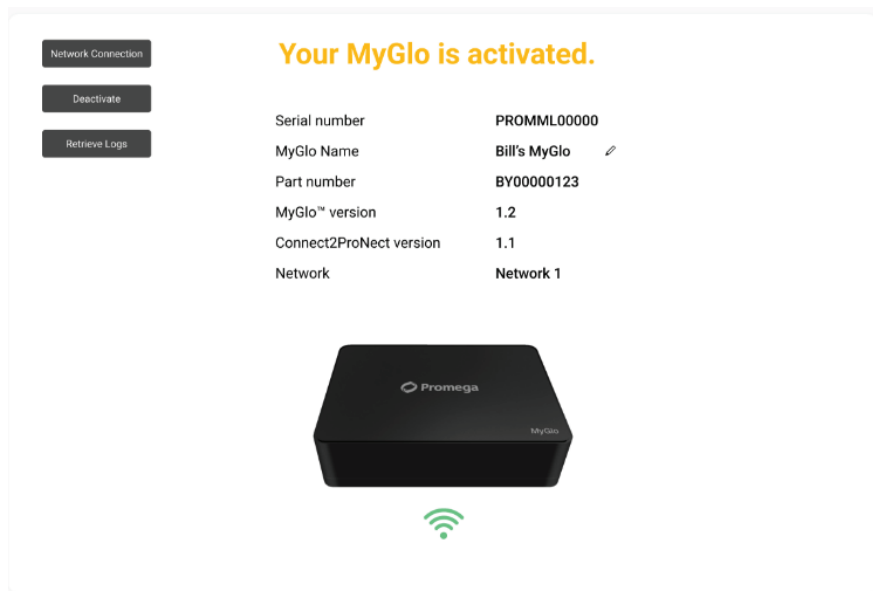 Network Connection
Deactivate
Retrieve Logs
Your MyGlo is activated.
Serial number PROMML00000
MyGlo Name Bill's MyGlo
Part number BY00000123
MyGlo™ version 1.2
Connect2ProNect version 1.1
Network Network 1
Promega
MyGlo